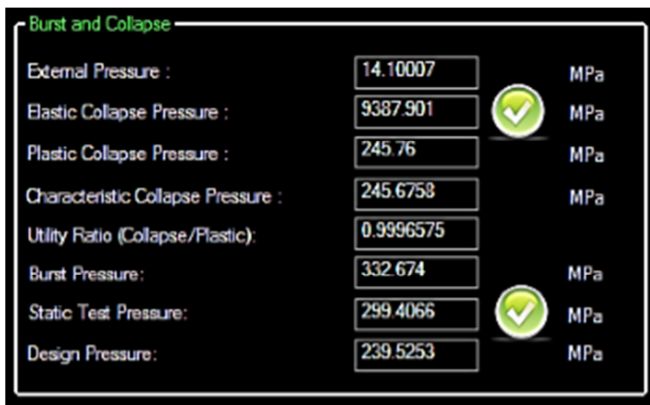 Burst and Collapse
External Pressure : 14.10007 MPa
Elastic Collapse Pressure : 9387.901 MPa
Plastic Collapse Pressure : 245.76 MPa
Characteristic Collapse Pressure : 245.6758 MPa
Utility Ratio (Collapse/Plastic): 0.9996575
Burst Pressure: 332.674 MPa
Static Test Pressure: 299.4066 MPa
Design Pressure: 239.5253 MPa